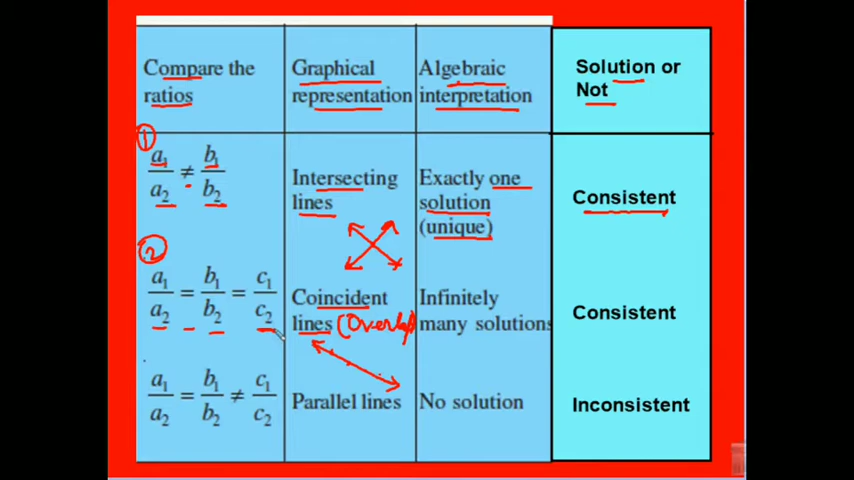 Compare the ratios
Graphical representation
Algebraic interpretation
Solution or Not
①
a₁/a₂ ≠ b₁/b₂
Intersecting lines
Exactly one solution (unique)
Consistent
②
a₁/a₂ = b₁/b₂ = c₁/c₂
Coincident lines (Overlap
Infinitely many solutions
Consistent
a₁/a₂ = b₁/b₂ ≠ c₁/c₂
Parallel lines
No solution
Inconsistent